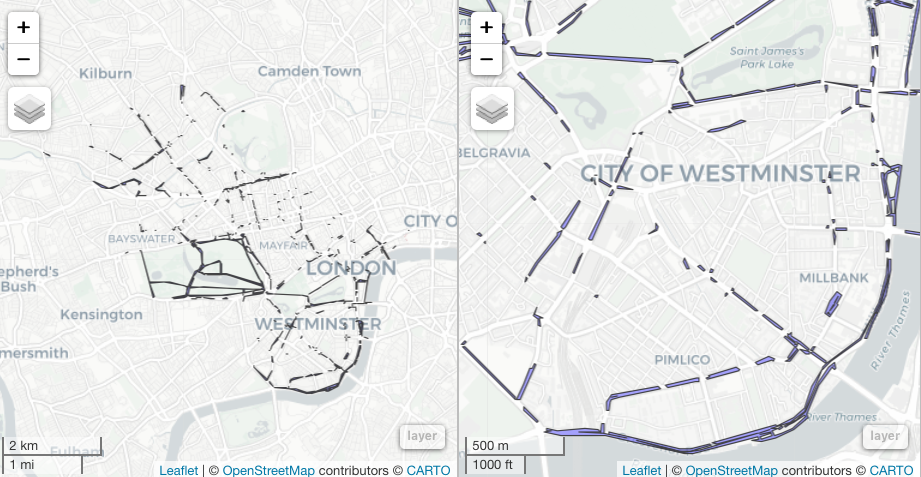 +
−
Kilburn
Camden Town
BAYSWATER
MAYFAIR
CITY O
LONDON
epherd's
Bush
Kensington
WESTMINSTER
mersmith
Fulham
2 km
1 mi
layer
Leaflet | © OpenStreetMap contributors © CARTO
+
−
Saint James's
Park Lake
BELGRAVIA
CITY OF WESTMINSTER
MILLBANK
River Thames
PIMLICO
River Thames
500 m
1000 ft
layer
Leaflet | © OpenStreetMap contributors © CARTO